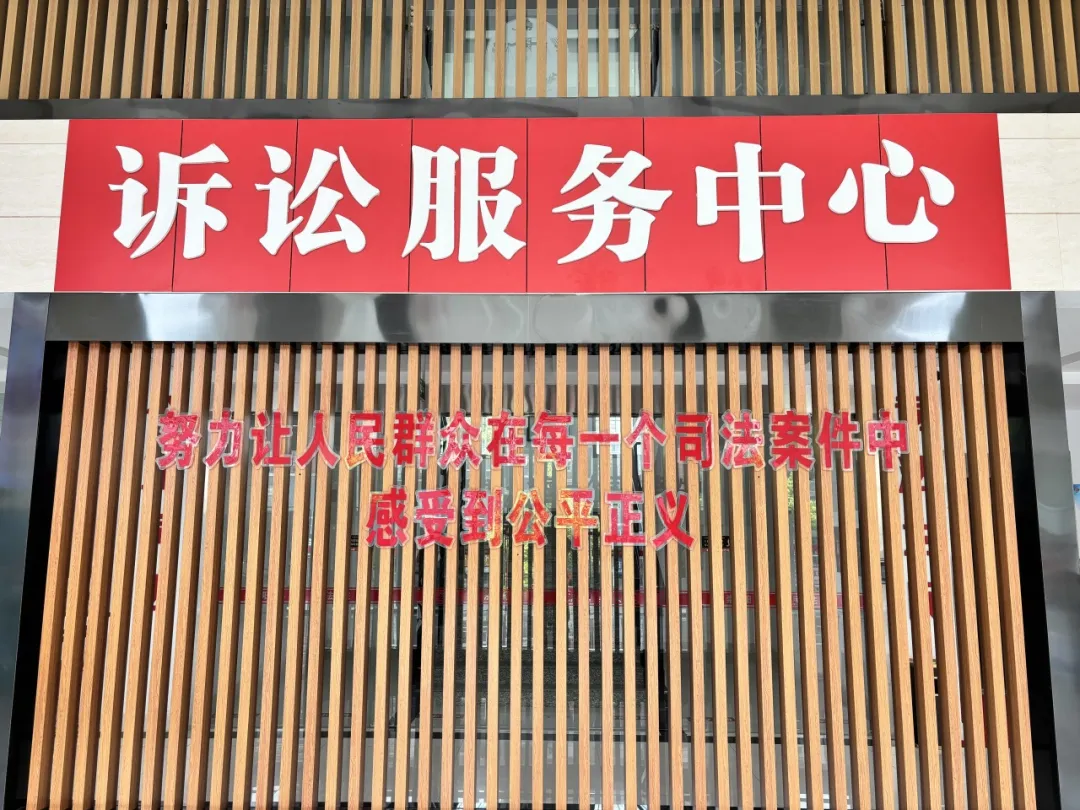 诉讼服务中心
努力让人民群众在每一个司法案件中
感受到公平正义